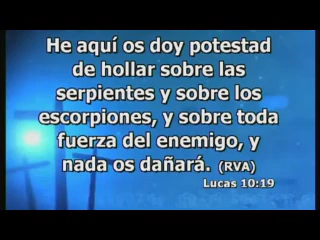 He aquí os doy potestad
de hollar sobre las
serpientes y sobre los
escorpiones, y sobre toda
fuerza del enemigo, y
nada os dañará. (RVA)
Lucas 10:19